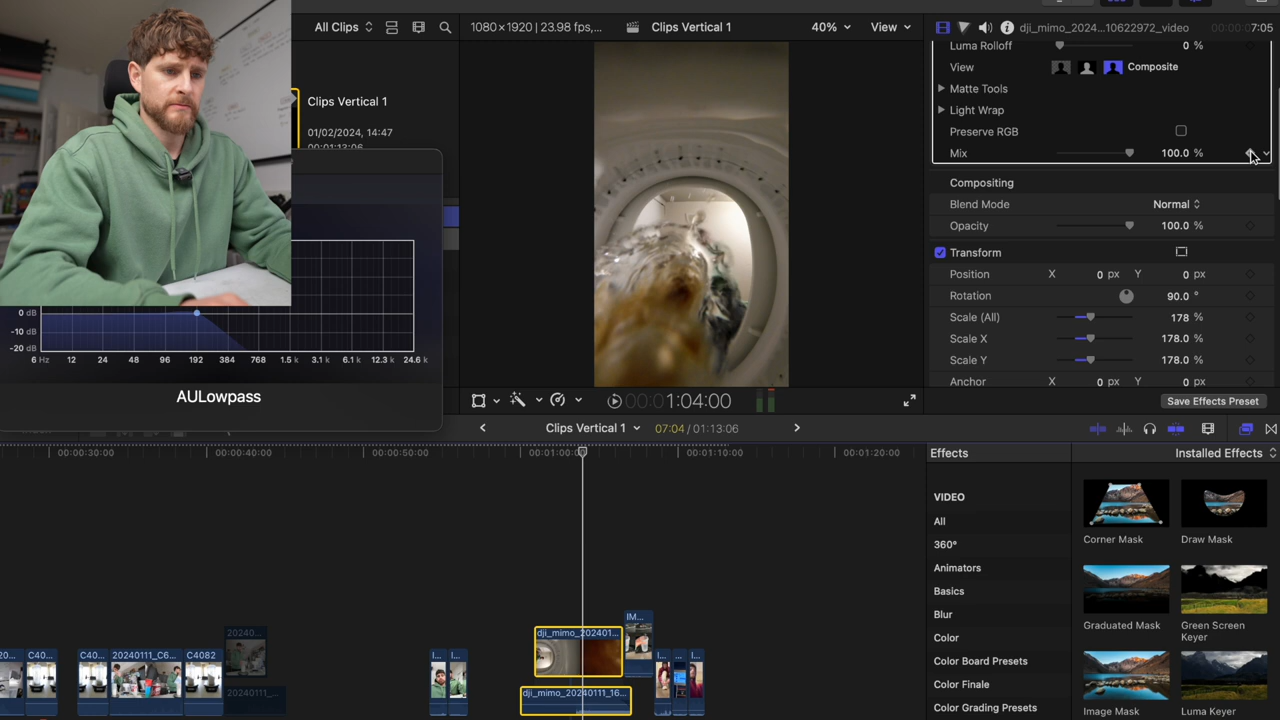 All Clips
1080×1920 | 23.98 fps,...
Clips Vertical 1
40%
View
dji_mimo_2024...10622972_video
00:00:07:05
Luma Rolloff
0 %
View
Composite
Matte Tools
Light Wrap
Preserve RGB
Mix
100.0 %
Compositing
Blend Mode
Normal
Opacity
100.0 %
Transform
Position
X
0 px
Y
0 px
Rotation
90.0 °
Scale (All)
178 %
Scale X
178.0 %
Scale Y
178.0 %
Anchor
X
0 px
Y
0 px
Save Effects Preset
Clips Vertical 1
01/02/2024, 14:47
00:01:13:06
0 dB
-10 dB
-20 dB
6 Hz
12
24
48
96
192
384
768
1.5 k
3.1 k
6.1 k
12.3 k
24.6 k
AULowpass
00:01:04:00
Clips Vertical 1
07:04 / 01:13:06
00:00:30:00
00:00:40:00
00:00:50:00
00:01:00:00
00:01:10:00
00:01:20:00
20...
C40...
C40...
20240111_C6...
C4082
20240...
20240111_...
I...
I...
dji_mimo_202401...
dji_mimo_20240111_16...
IM...
I...
...
I...
Effects
Installed Effects
VIDEO
All
360°
Animators
Basics
Blur
Color
Color Board Presets
Color Finale
Color Grading Presets
Corner Mask
Draw Mask
Graduated Mask
Green Screen
Keyer
Image Mask
Luma Keyer